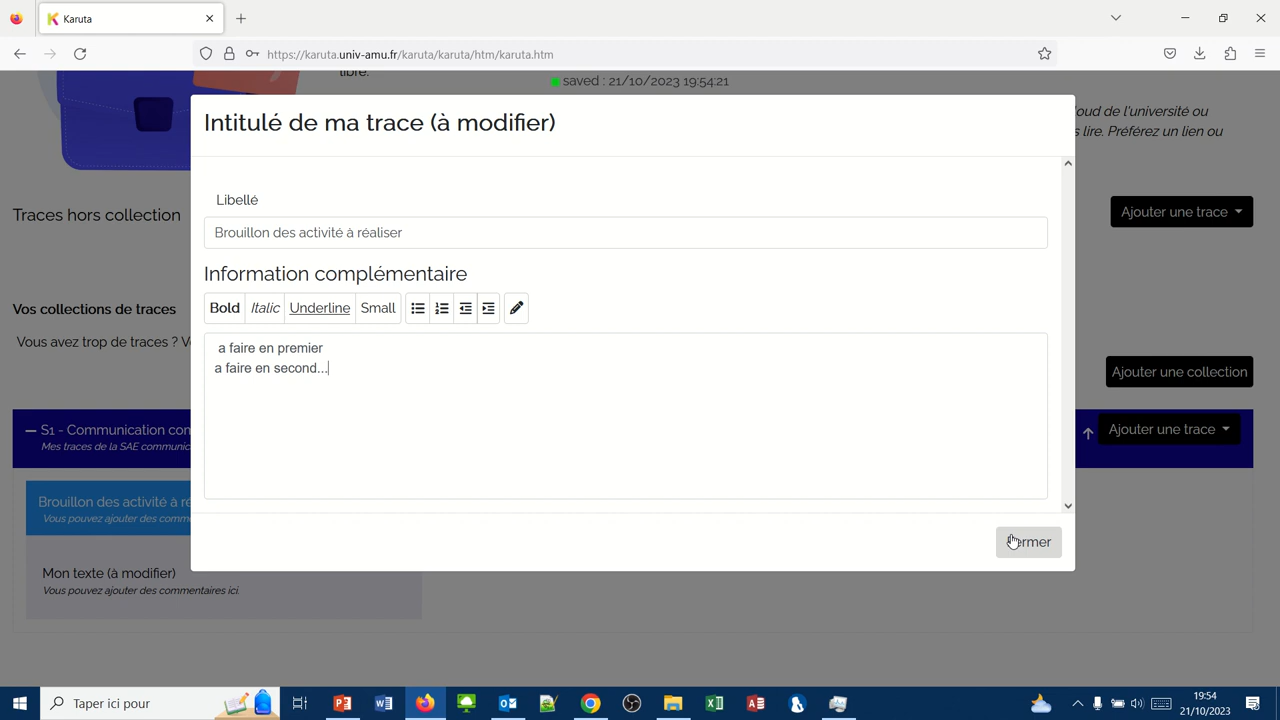 Karuta
https://karuta.univ-amu.fr/karuta/karuta/htm/karuta.htm
libre.
saved : 21/10/2023 19:54:21
oud de l'université ou
s lire. Préférez un lien ou
Intitulé de ma trace (à modifier)
Libellé
Brouillon des activité à réaliser
Information complémentaire
Bold Italic Underline Small
a faire en premier
a faire en second...
Fermer
Traces hors collection
Ajouter une trace
Vos collections de traces
Vous avez trop de traces ? V
Ajouter une collection
S1 - Communication con
Mes traces de la SAE communic
Ajouter une trace
Brouillon des activité à ré
Vous pouvez ajouter des comme
Mon texte (à modifier)
Vous pouvez ajouter des commentaires ici.
Taper ici pour
19:54
21/10/2023